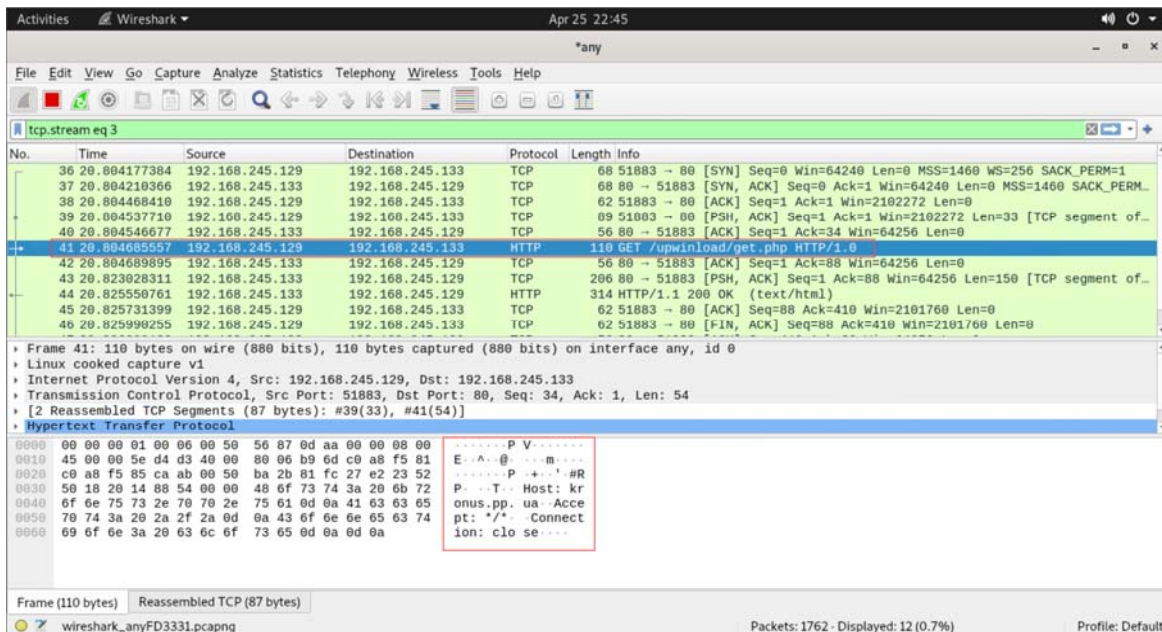 Activities Wireshark Apr 25 22:45
*any
File Edit View Go Capture Analyze Statistics Telephony Wireless Tools Help
tcp.stream eq 3
No. Time Source Destination Protocol Length Info
36 20.804177384 192.168.245.129 192.168.245.133 TCP 68 51883 → 80 [SYN] Seq=0 Win=64240 Len=0 MSS=1460 WS=256 SACK_PERM=1
37 20.804210366 192.168.245.133 192.168.245.129 TCP 68 80 → 51883 [SYN, ACK] Seq=0 Ack=1 Win=64240 Len=0 MSS=1460 SACK_PERM…
38 20.804468410 192.168.245.129 192.168.245.133 TCP 62 51883 → 80 [ACK] Seq=1 Ack=1 Win=2102272 Len=0
39 20.804537710 192.168.245.129 192.168.245.133 TCP 89 51883 → 80 [PSH, ACK] Seq=1 Ack=1 Win=2102272 Len=33 [TCP segment of…
40 20.804546677 192.168.245.133 192.168.245.129 TCP 56 80 → 51883 [ACK] Seq=1 Ack=34 Win=64256 Len=0
41 20.804685557 192.168.245.129 192.168.245.133 HTTP 110 GET /upwinload/get.php HTTP/1.0
42 20.804689895 192.168.245.133 192.168.245.129 TCP 56 80 → 51883 [ACK] Seq=1 Ack=88 Win=64256 Len=0
43 20.823028311 192.168.245.133 192.168.245.129 TCP 206 80 → 51883 [PSH, ACK] Seq=1 Ack=88 Win=64256 Len=150 [TCP segment of…
44 20.825550761 192.168.245.133 192.168.245.129 HTTP 314 HTTP/1.1 200 OK (text/html)
45 20.825731399 192.168.245.129 192.168.245.133 TCP 62 51883 → 80 [ACK] Seq=88 Ack=410 Win=2101760 Len=0
46 20.825990255 192.168.245.129 192.168.245.133 TCP 62 51883 → 80 [FIN, ACK] Seq=88 Ack=410 Win=2101760 Len=0
Frame 41: 110 bytes on wire (880 bits), 110 bytes captured (880 bits) on interface any, id 0
Linux cooked capture v1
Internet Protocol Version 4, Src: 192.168.245.129, Dst: 192.168.245.133
Transmission Control Protocol, Src Port: 51883, Dst Port: 80, Seq: 34, Ack: 1, Len: 54
[2 Reassembled TCP Segments (87 bytes): #39(33), #41(54)]
Hypertext Transfer Protocol
0000 00 00 00 01 00 06 00 50 56 87 0d aa 00 00 08 00 ·······P V·······
0010 45 00 00 5e d4 d3 40 00 80 06 b9 6d c0 a8 f5 81 E··^··@· ···m····
0020 c0 a8 f5 85 ca ab 00 50 ba 2b 81 fc 27 e2 23 52 ·······P ·+··'·#R
0030 50 18 20 14 88 54 00 00 48 6f 73 74 3a 20 6b 72 P· ··T·· Host: kr
0040 6f 6e 75 73 2e 70 70 2e 75 61 0d 0a 41 63 63 65 onus.pp. ua··Acce
0050 70 74 3a 20 2a 2f 2a 0d 0a 43 6f 6e 6e 65 63 74 pt: */*· ·Connect
0060 69 6f 6e 3a 20 63 6c 6f 73 65 0d 0a 0d 0a ion: clo se····
Frame (110 bytes) Reassembled TCP (87 bytes)
wireshark_anyFD3331.pcapng Packets: 1762 · Displayed: 12 (0.7%) Profile: Default